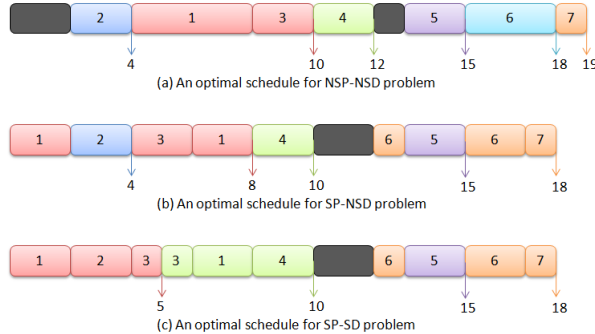 2 1 3 4 5 6 7
4 10 12 15 18 19
(a) An optimal schedule for NSP-NSD problem
1 2 3 1 4 6 5 6 7
4 8 10 15 18
(b) An optimal schedule for SP-NSD problem
1 2 3 3 1 4 6 5 6 7
5 10 15 18
(c) An optimal schedule for SP-SD problem